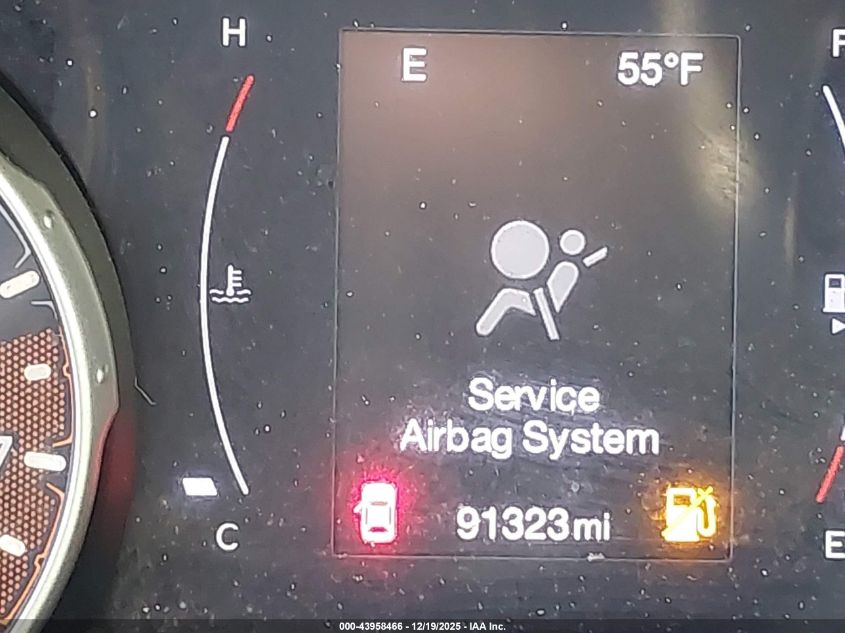 H
E 55°F
F
Service
Airbag System
91323mi
C
E
000-43958466 - 12/19/2025 - IAA Inc.